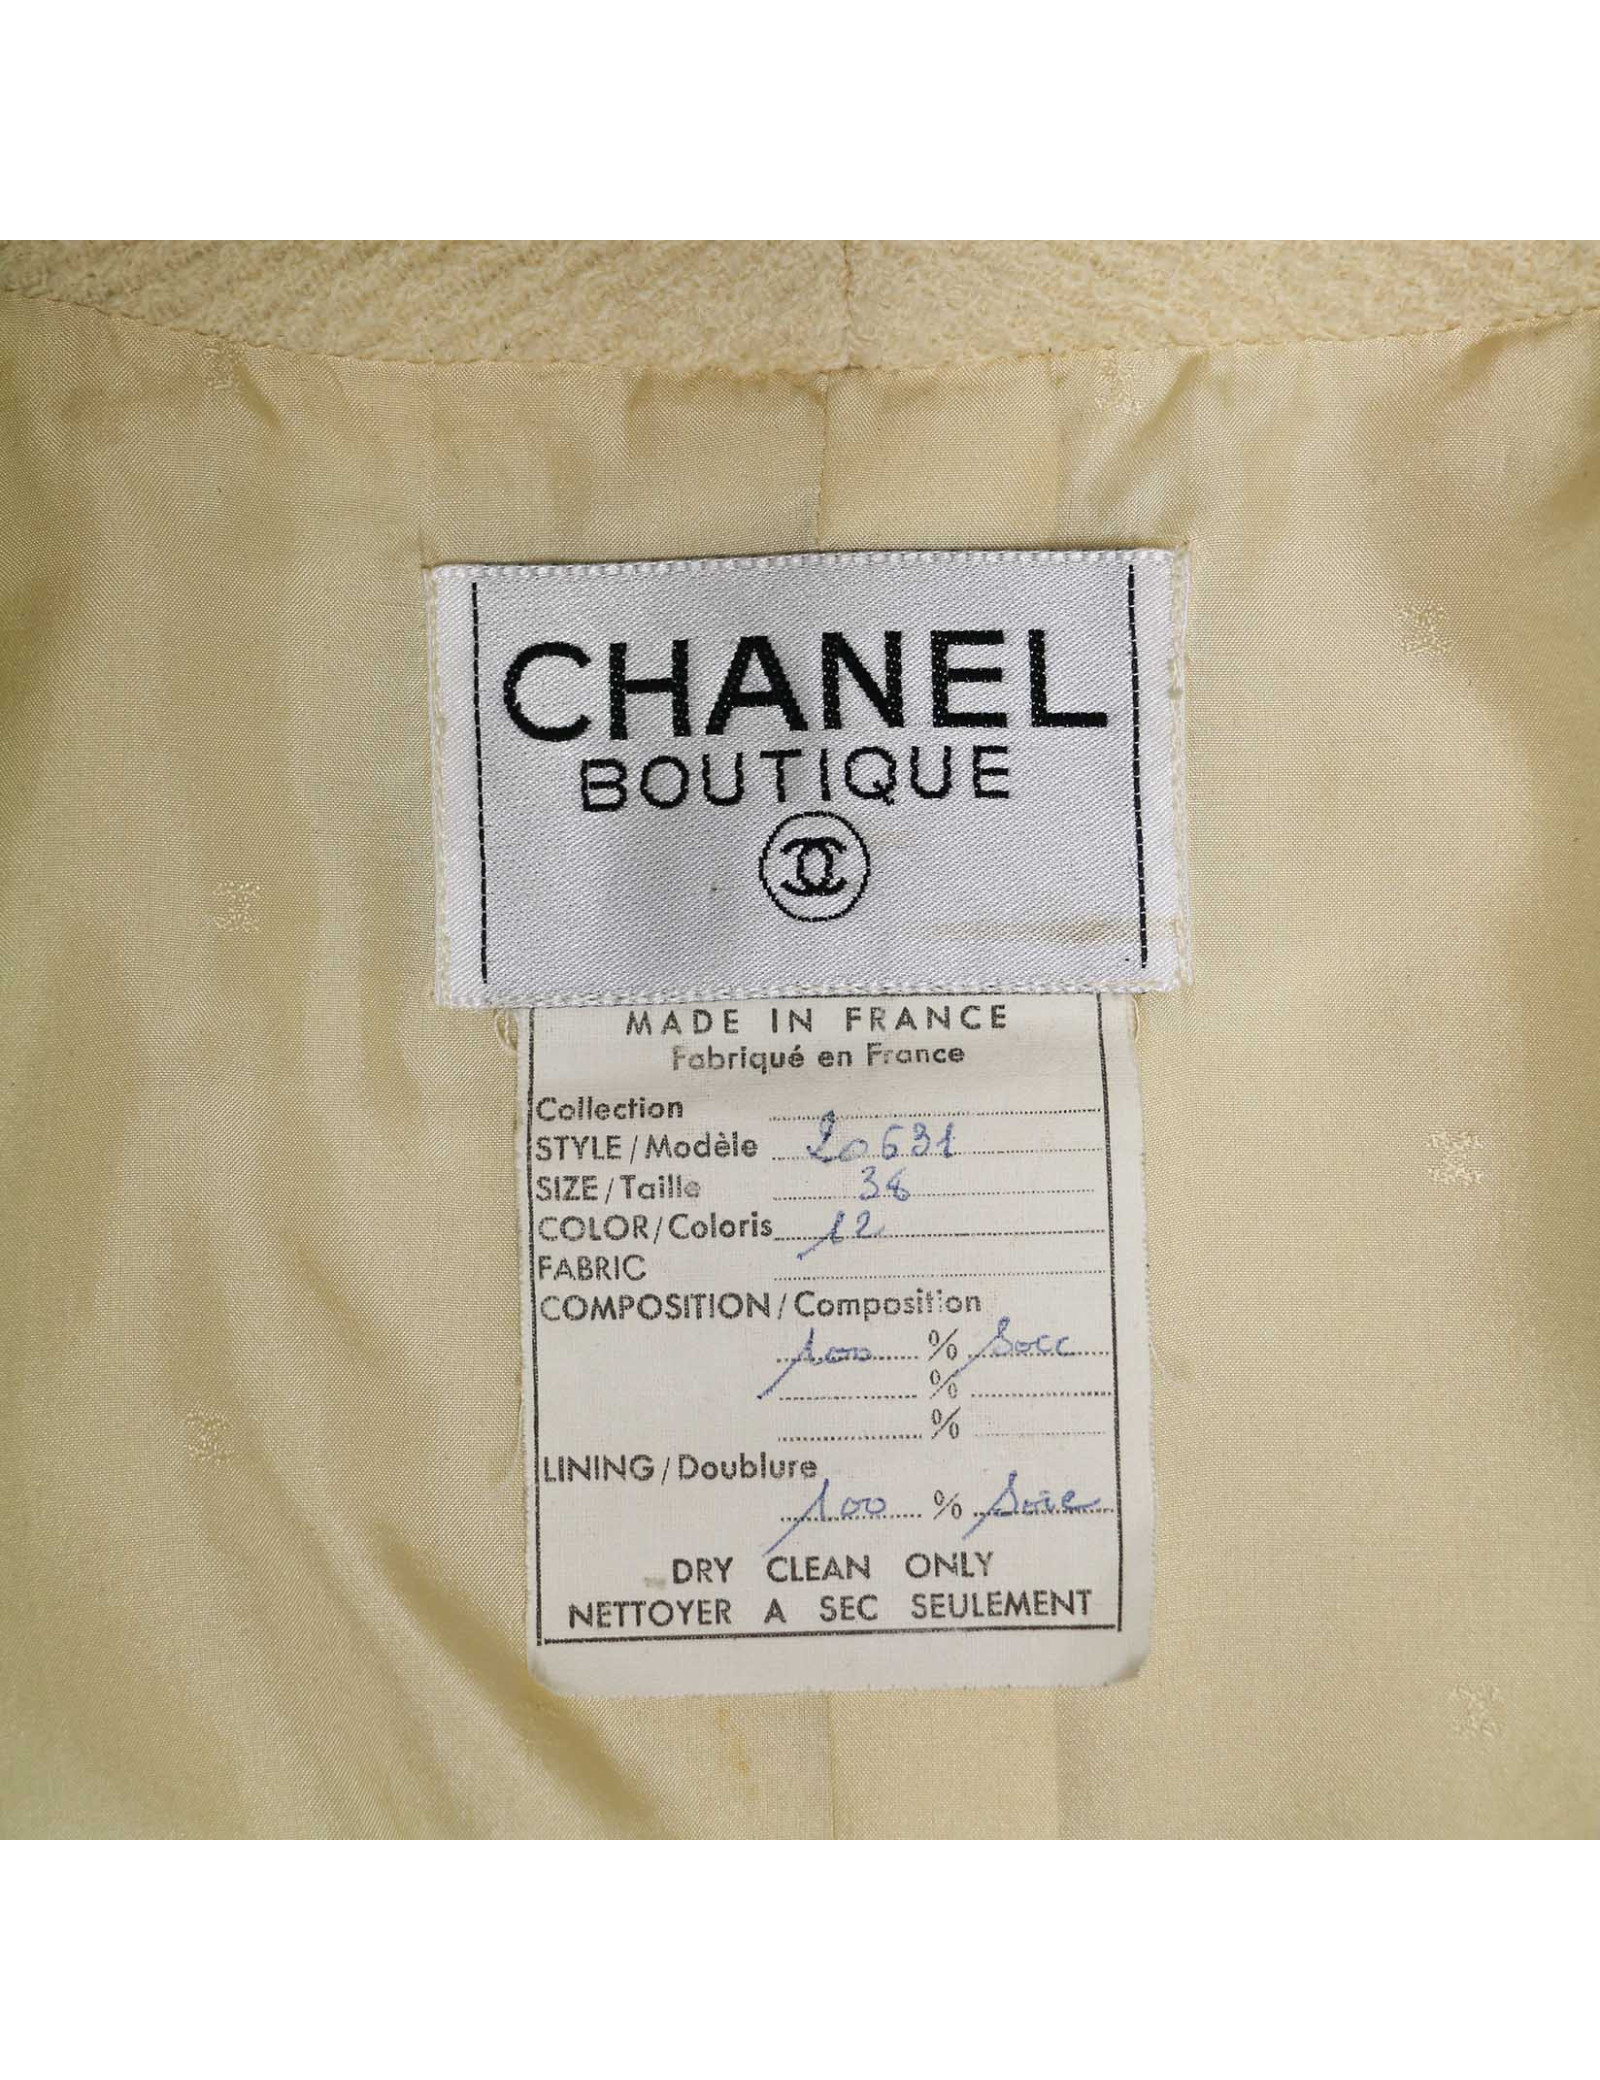 CHANEL
BOUTIQUE
MADE IN FRANCE
Fabriqué en France
Collection
STYLE / Modèle 20631
SIZE / Taille 38
COLOR / Coloris 12
FABRIC
COMPOSITION / Composition
100 %
%
%
LINING / Doublure
100 % Soie
DRY CLEAN ONLY
NETTOYER A SEC SEULEMENT